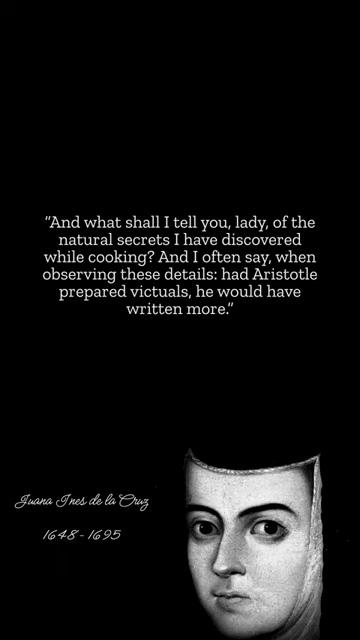 "And what shall I tell you, lady, of the
natural secrets I have discovered
while cooking? And I often say, when
observing these details: had Aristotle
prepared victuals, he would have
written more."
Juana Ines de la Cruz
1648 - 1695